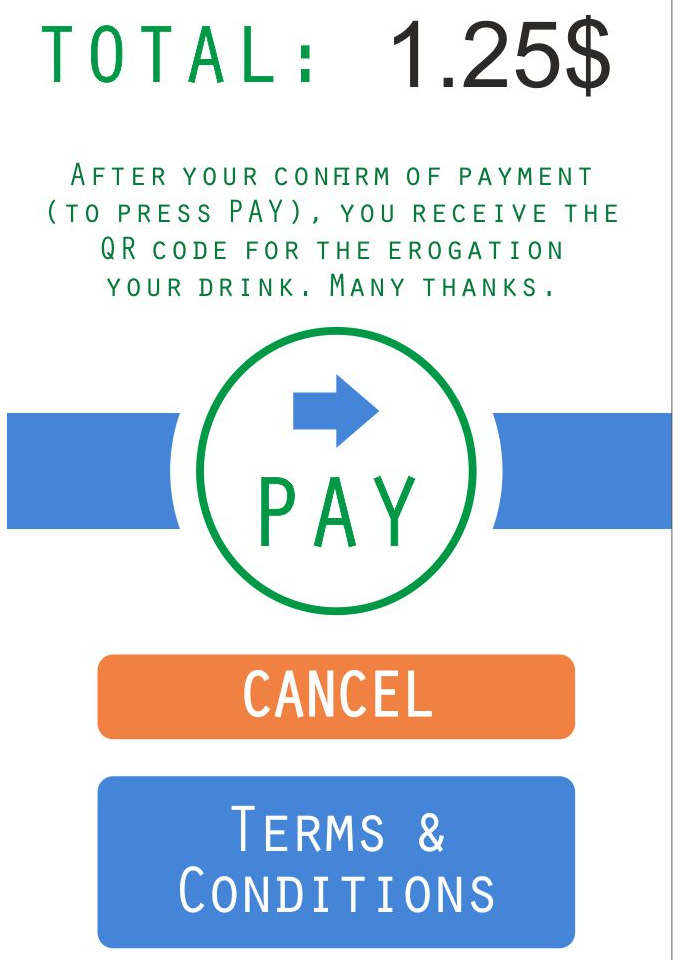 TOTAL: 1.25$
AFTER YOUR CONFIRM OF PAYMENT
(TO PRESS PAY), YOU RECEIVE THE
QR CODE FOR THE EROGATION
YOUR DRINK. MANY THANKS.
PAY
CANCEL
TERMS &
CONDITIONS